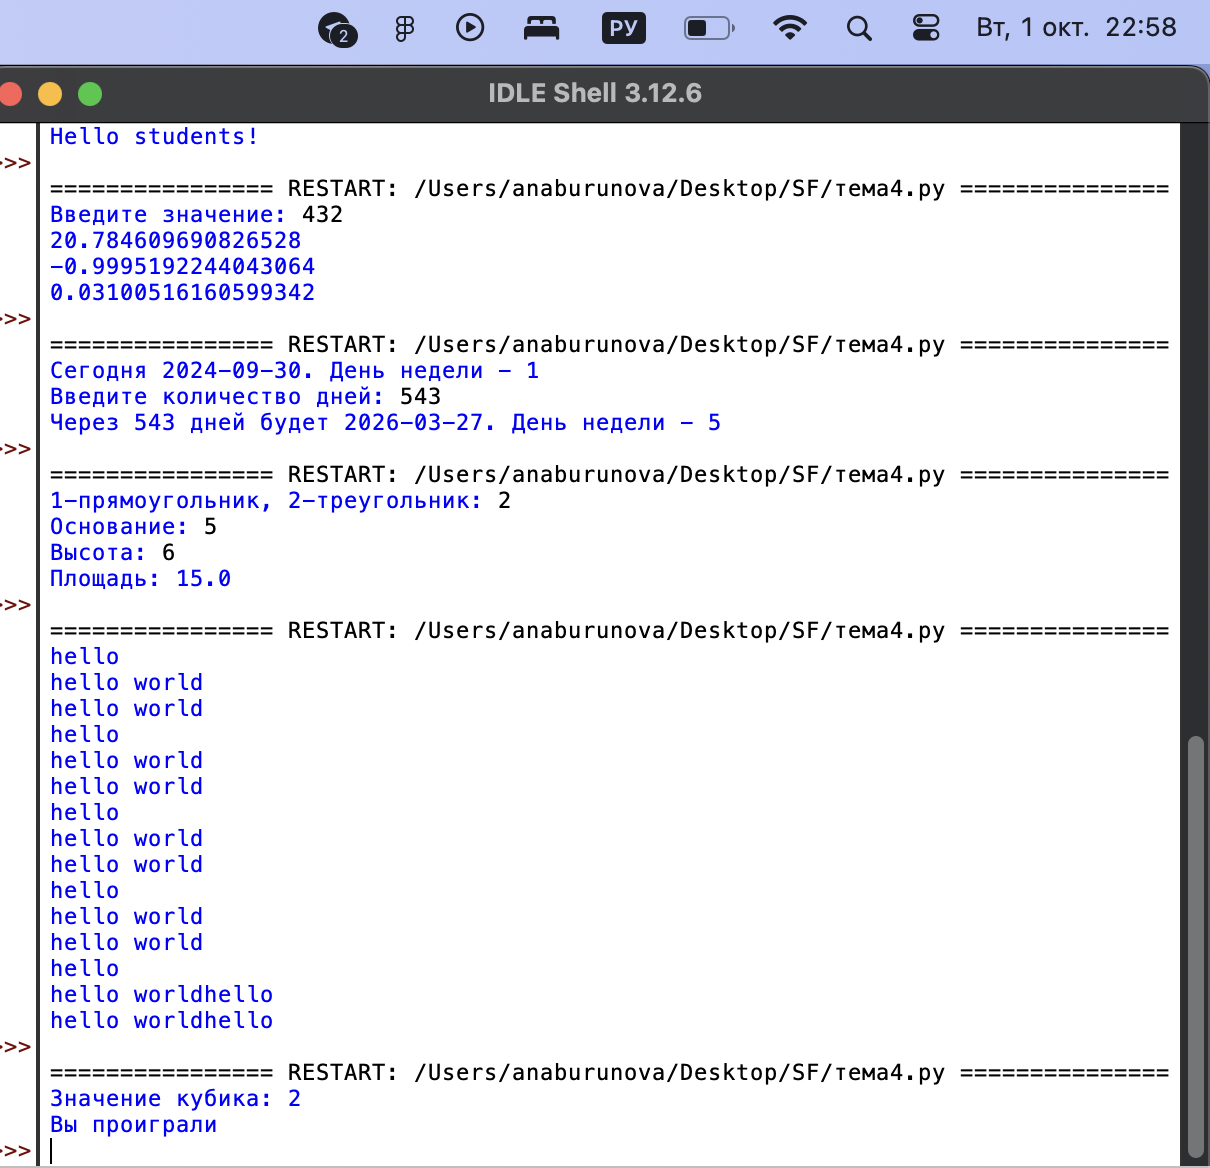 2
РУ
Вт, 1 окт. 22:58
IDLE Shell 3.12.6
Hello students!
>>>
================ RESTART: /Users/anaburunova/Desktop/SF/тема4.py ===============
Введите значение: 432
20.784609690826528
-0.9995192244043064
0.03100516160599342
>>>
================ RESTART: /Users/anaburunova/Desktop/SF/тема4.py ===============
Сегодня 2024-09-30. День недели - 1
Введите количество дней: 543
Через 543 дней будет 2026-03-27. День недели - 5
>>>
================ RESTART: /Users/anaburunova/Desktop/SF/тема4.py ===============
1-прямоугольник, 2-треугольник: 2
Основание: 5
Высота: 6
Площадь: 15.0
>>>
================ RESTART: /Users/anaburunova/Desktop/SF/тема4.py ===============
hello
hello world
hello world
hello
hello world
hello world
hello
hello world
hello world
hello
hello world
hello world
hello
hello worldhello
hello worldhello
>>>
================ RESTART: /Users/anaburunova/Desktop/SF/тема4.py ===============
Значение кубика: 2
Вы проиграли
>>>